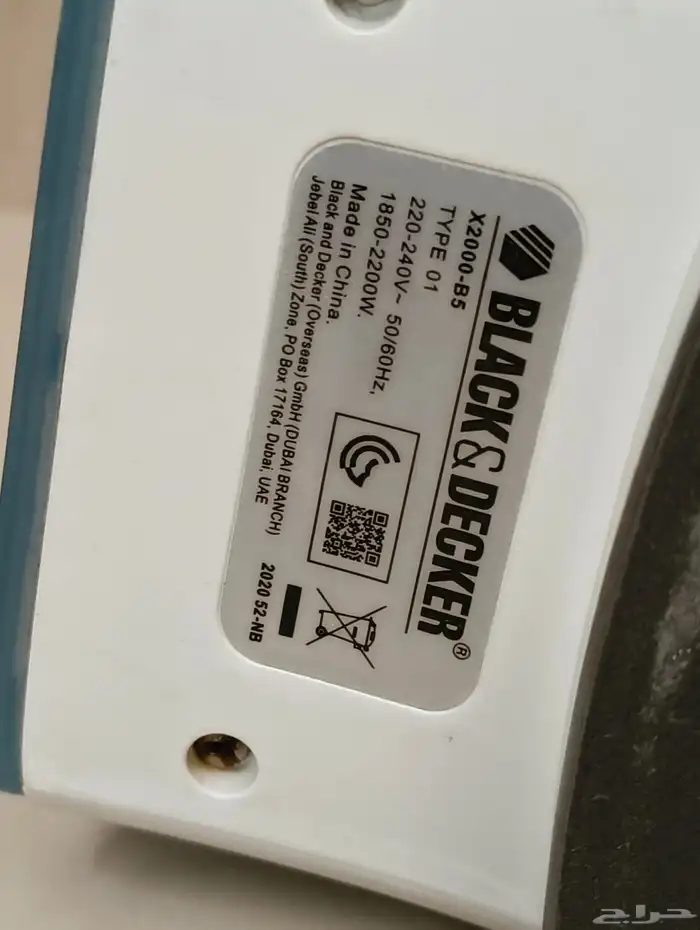 BLACK & DECKER®
X2000-B5
TYPE 01
220-240V~ 50/60Hz,
1850-2200W.
Made in China.
Black and Decker (Overseas) GmbH (DUBAI BRANCH)
Jebel Ali (South) Zone, PO Box 17164, Dubai, UAE
2020 52-NB
حراج